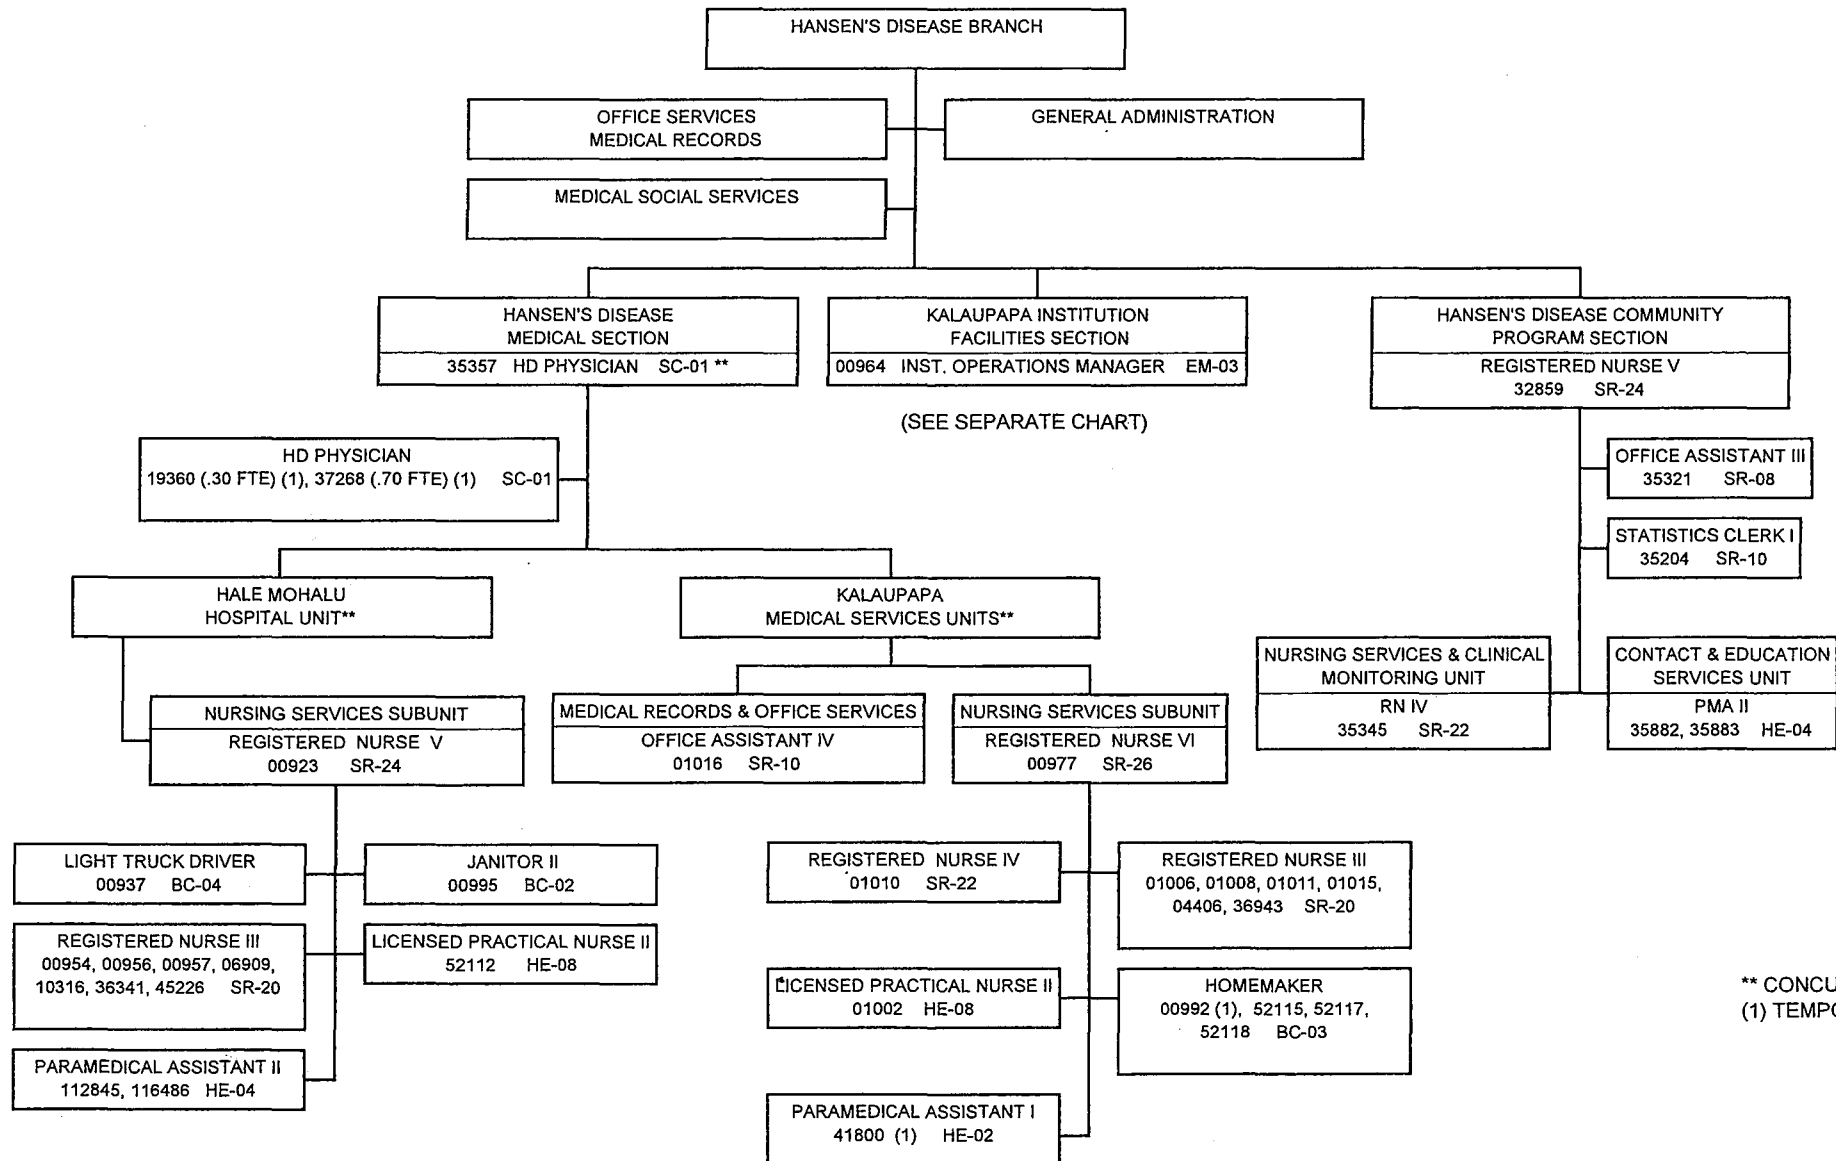 HANSEN'S DISEASE BRANCH
OFFICE SERVICES
MEDICAL RECORDS
GENERAL ADMINISTRATION
MEDICAL SOCIAL SERVICES
HANSEN'S DISEASE
MEDICAL SECTION
35357 HD PHYSICIAN SC-01 **
KALAUPAPA INSTITUTION
FACILITIES SECTION
00964 INST. OPERATIONS MANAGER EM-03
(SEE SEPARATE CHART)
HANSEN'S DISEASE COMMUNITY
PROGRAM SECTION
REGISTERED NURSE V
32859 SR-24
HD PHYSICIAN
19360 (.30 FTE) (1), 37268 (.70 FTE) (1) SC-01
OFFICE ASSISTANT III
35321 SR-08
STATISTICS CLERK I
35204 SR-10
HALE MOHALU
HOSPITAL UNIT**
KALAUPAPA
MEDICAL SERVICES UNITS**
NURSING SERVICES & CLINICAL
MONITORING UNIT
RN IV
35345 SR-22
CONTACT & EDUCATION
SERVICES UNIT
PMA II
35882, 35883 HE-04
NURSING SERVICES SUBUNIT
REGISTERED NURSE V
00923 SR-24
MEDICAL RECORDS & OFFICE SERVICES
OFFICE ASSISTANT IV
01016 SR-10
NURSING SERVICES SUBUNIT
REGISTERED NURSE VI
00977 SR-26
LIGHT TRUCK DRIVER
00937 BC-04
JANITOR II
00995 BC-02
REGISTERED NURSE III
00954, 00956, 00957, 06909,
10316, 36341, 45226 SR-20
LICENSED PRACTICAL NURSE II
52112 HE-08
PARAMEDICAL ASSISTANT II
112845, 116486 HE-04
REGISTERED NURSE IV
01010 SR-22
REGISTERED NURSE III
01006, 01008, 01011, 01015,
04406, 36943 SR-20
LICENSED PRACTICAL NURSE II
01002 HE-08
HOMEMAKER
00992 (1), 52115, 52117,
52118 BC-03
PARAMEDICAL ASSISTANT I
41800 (1) HE-02
** CONCU
(1) TEMPO